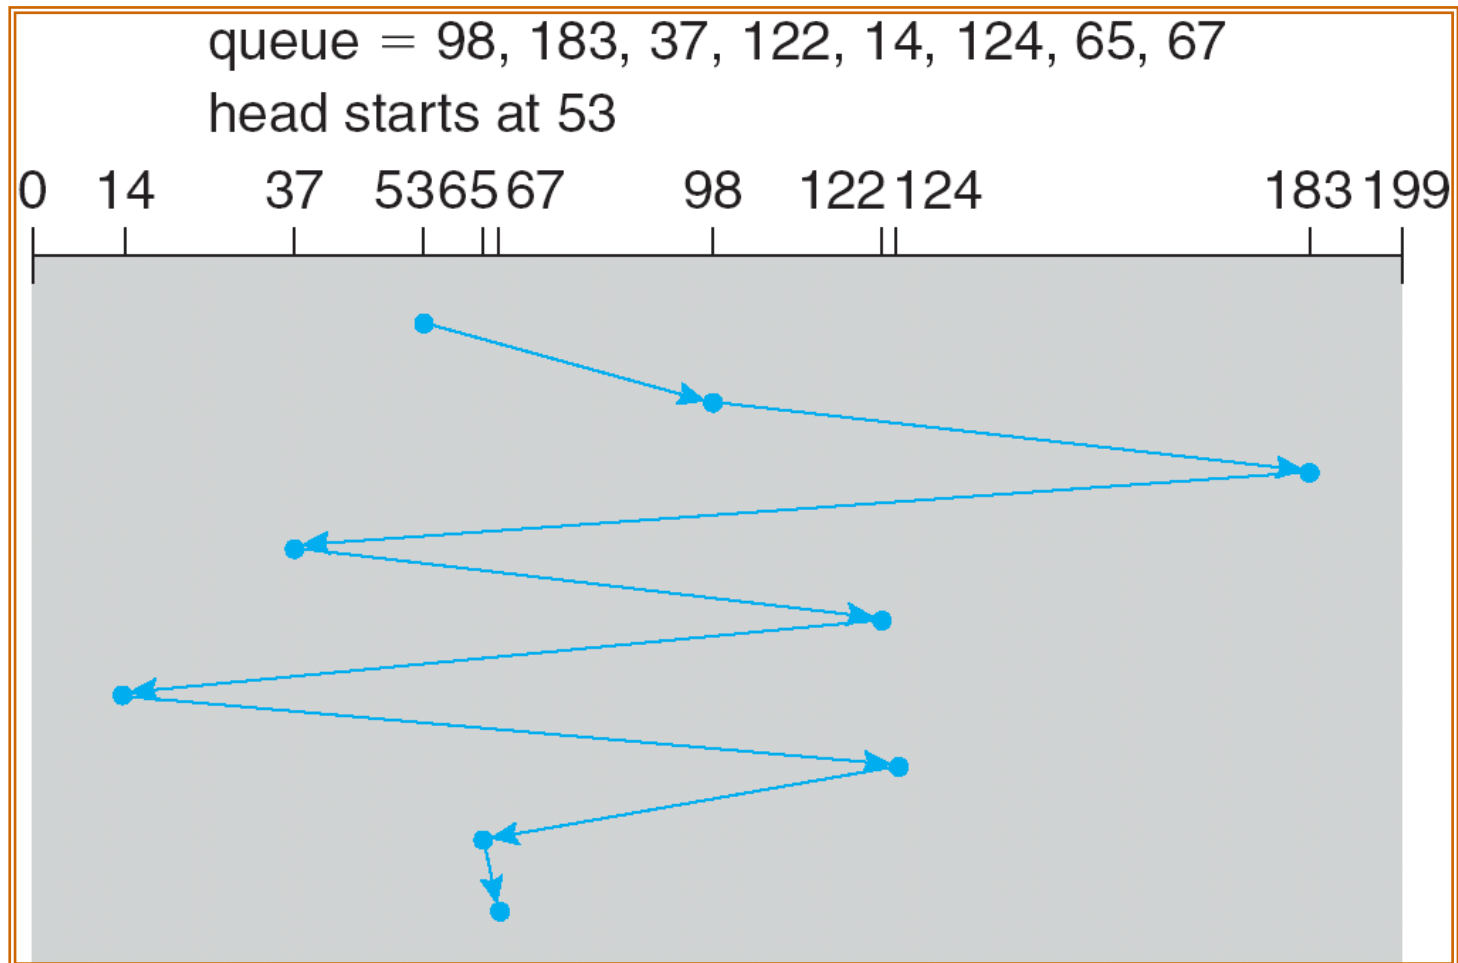 queue = 98, 183, 37, 122, 14, 124, 65, 67
head starts at 53
0 14 37 53 65 67 98 122 124 183 199